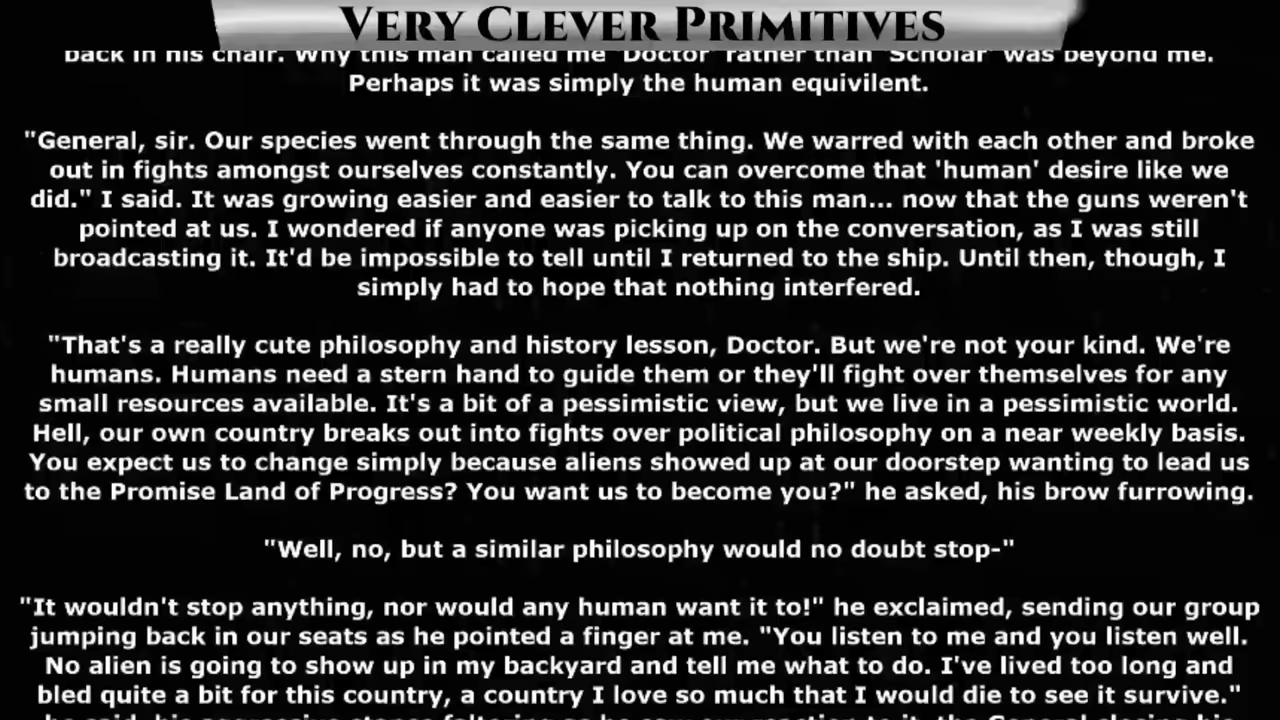 VERY CLEVER PRIMITIVES
back in his chair. Why this man called me 'Doctor' rather than 'Scholar' was beyond me.
Perhaps it was simply the human equivilent.
"General, sir. Our species went through the same thing. We warred with each other and broke
out in fights amongst ourselves constantly. You can overcome that 'human' desire like we
did." I said. It was growing easier and easier to talk to this man... now that the guns weren't
pointed at us. I wondered if anyone was picking up on the conversation, as I was still
broadcasting it. It'd be impossible to tell until I returned to the ship. Until then, though, I
simply had to hope that nothing interfered.
"That's a really cute philosophy and history lesson, Doctor. But we're not your kind. We're
humans. Humans need a stern hand to guide them or they'll fight over themselves for any
small resources available. It's a bit of a pessimistic view, but we live in a pessimistic world.
Hell, our own country breaks out into fights over political philosophy on a near weekly basis.
You expect us to change simply because aliens showed up at our doorstep wanting to lead us
to the Promise Land of Progress? You want us to become you?" he asked, his brow furrowing.
"Well, no, but a similar philosophy would no doubt stop-"
"It wouldn't stop anything, nor would any human want it to!" he exclaimed, sending our group
jumping back in our seats as he pointed a finger at me. "You listen to me and you listen well.
No alien is going to show up in my backyard and tell me what to do. I've lived too long and
bled quite a bit for this country, a country I love so much that I would die to see it survive."